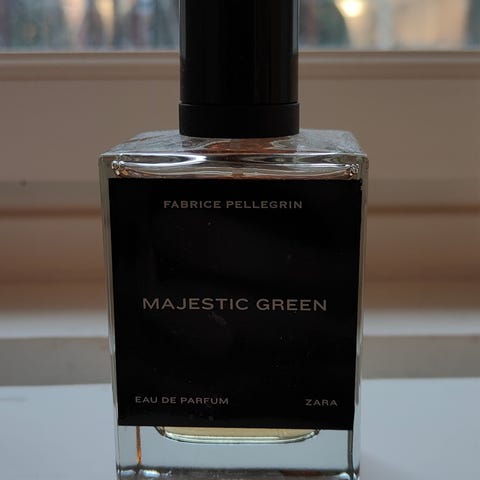 FABRICE PELLEGRIN
MAJESTIC GREEN
EAU DE PARFUM ZARA